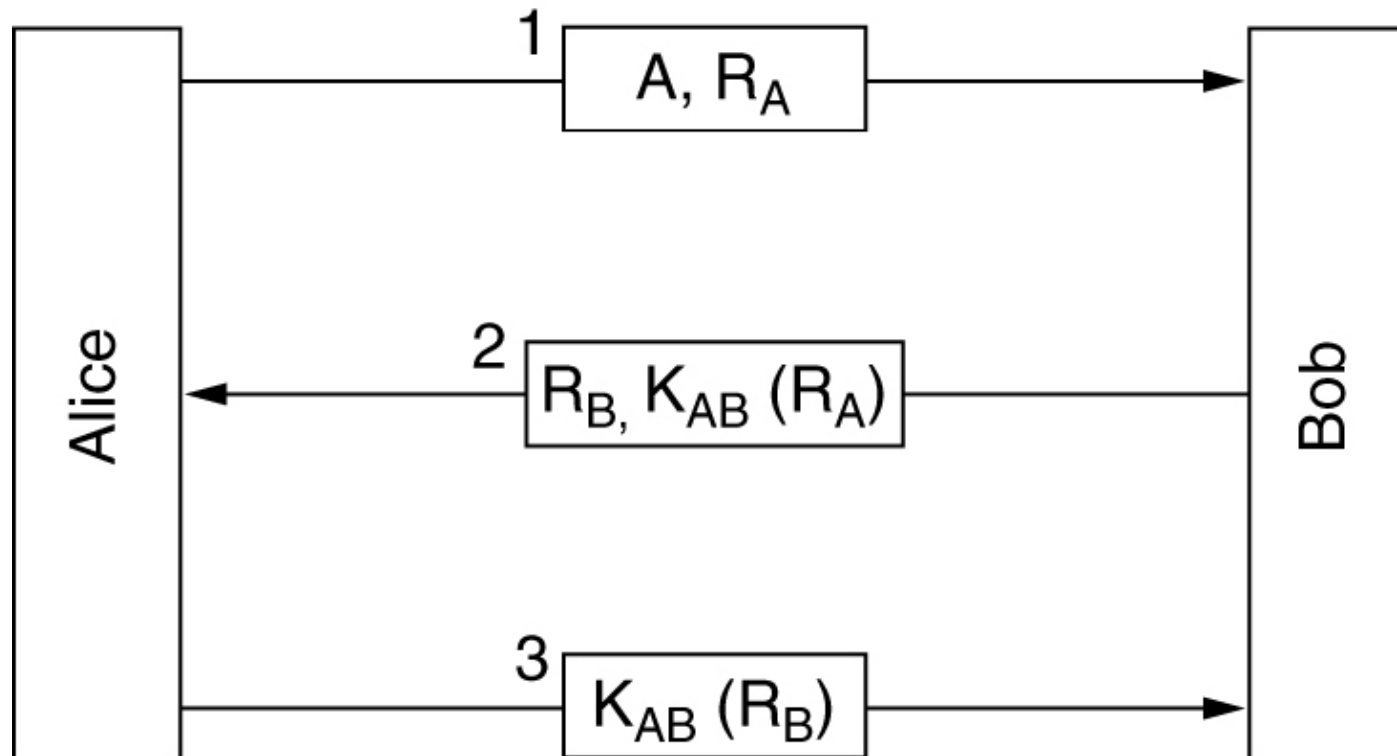 1
A, R_A
Alice
2
R_B, K_AB (R_A)
Bob
3
K_AB (R_B)